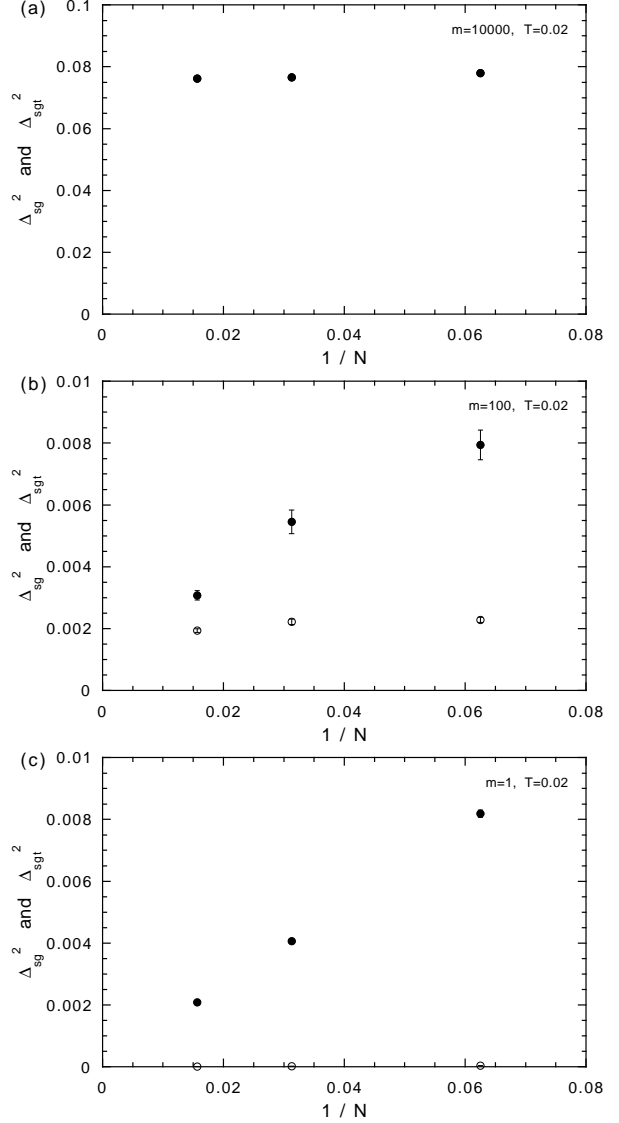 (a)
m=10000, T=0.02
0.1
0.08
0.06
0.04
0.02
0
Δsg² and Δsgt²
0 0.02 0.04 0.06 0.08
1 / N
(b)
m=100, T=0.02
0.01
0.008
0.006
0.004
0.002
0
Δsg² and Δsgt²
0 0.02 0.04 0.06 0.08
1 / N
(c)
m=1, T=0.02
0.01
0.008
0.006
0.004
0.002
0
Δsg² and Δsgt²
0 0.02 0.04 0.06 0.08
1 / N